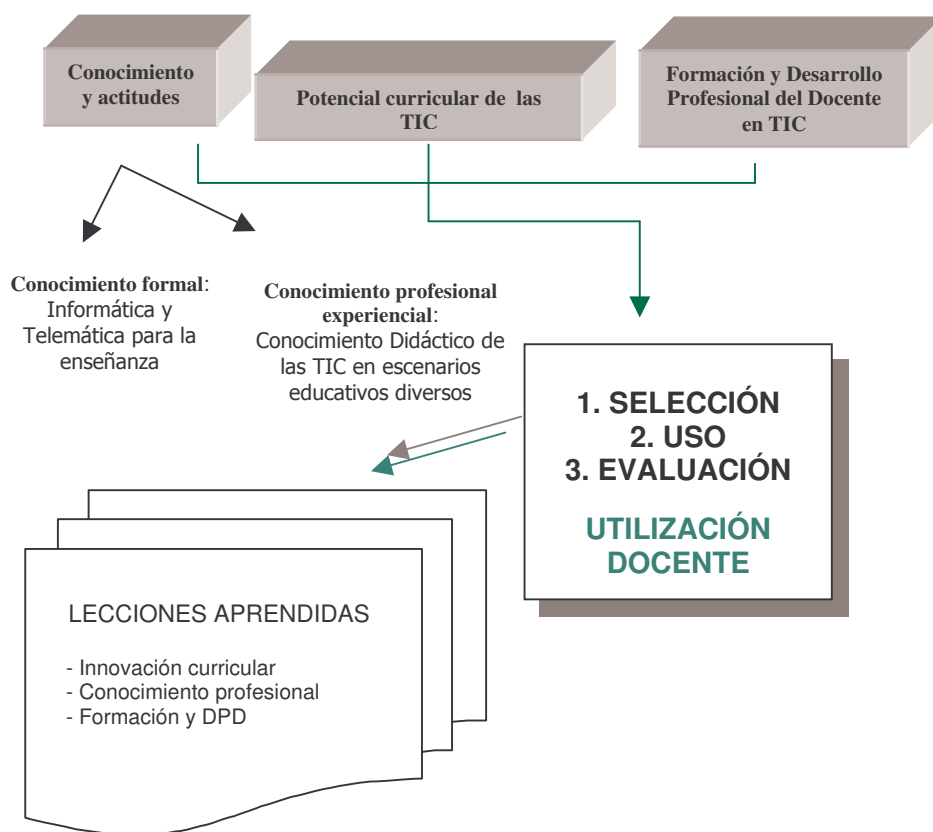 Conocimiento
y actitudes
Potencial curricular de las
TIC
Formación y Desarrollo
Profesional del Docente
en TIC
Conocimiento formal:
Informática y
Telemática para la
enseñanza
Conocimiento profesional
experiencial:
Conocimiento Didáctico de
las TIC en escenarios
educativos diversos
1. SELECCIÓN
2. USO
3. EVALUACIÓN
UTILIZACIÓN
DOCENTE
LECCIONES APRENDIDAS
- Innovación curricular
- Conocimiento profesional
- Formación y DPD